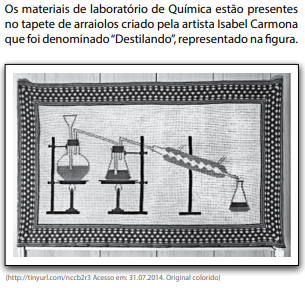 Os materiais de laboratório de Química estão presentes
no tapete de arraiolos criado pela artista Isabel Carmona
que foi denominado “Destilando”, representado na figura.
(http://tinyurl.com/nccb2r3 Acesso em: 31.07.2014. Original colorido)